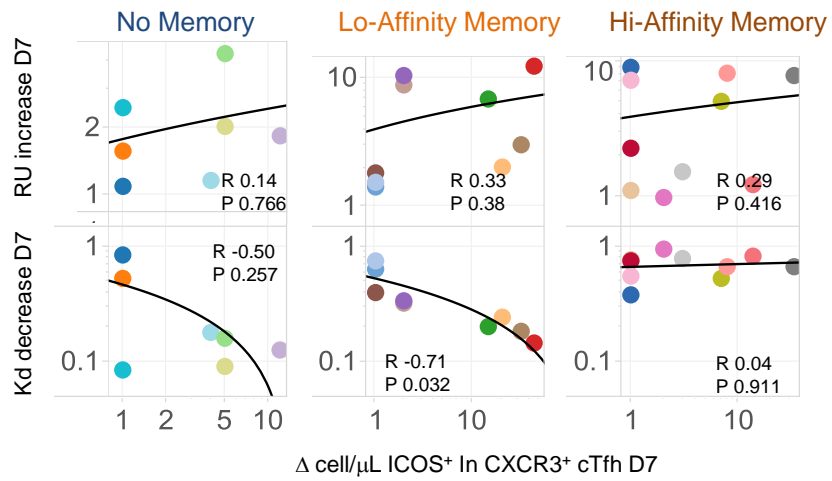 No Memory
Lo-Affinity Memory
Hi-Affinity Memory
RU increase D7
2
1
R 0.14
P 0.766
10
1
R 0.33
P 0.38
10
1
R 0.29
P 0.416
Kd decrease D7
1
0.1
R -0.50
P 0.257
1
0.1
R -0.71
P 0.032
1
0.1
R 0.04
P 0.911
1 2 5 10
1 10
1 10
Δ cell/μL ICOS⁺ In CXCR3⁺ cTfh D7